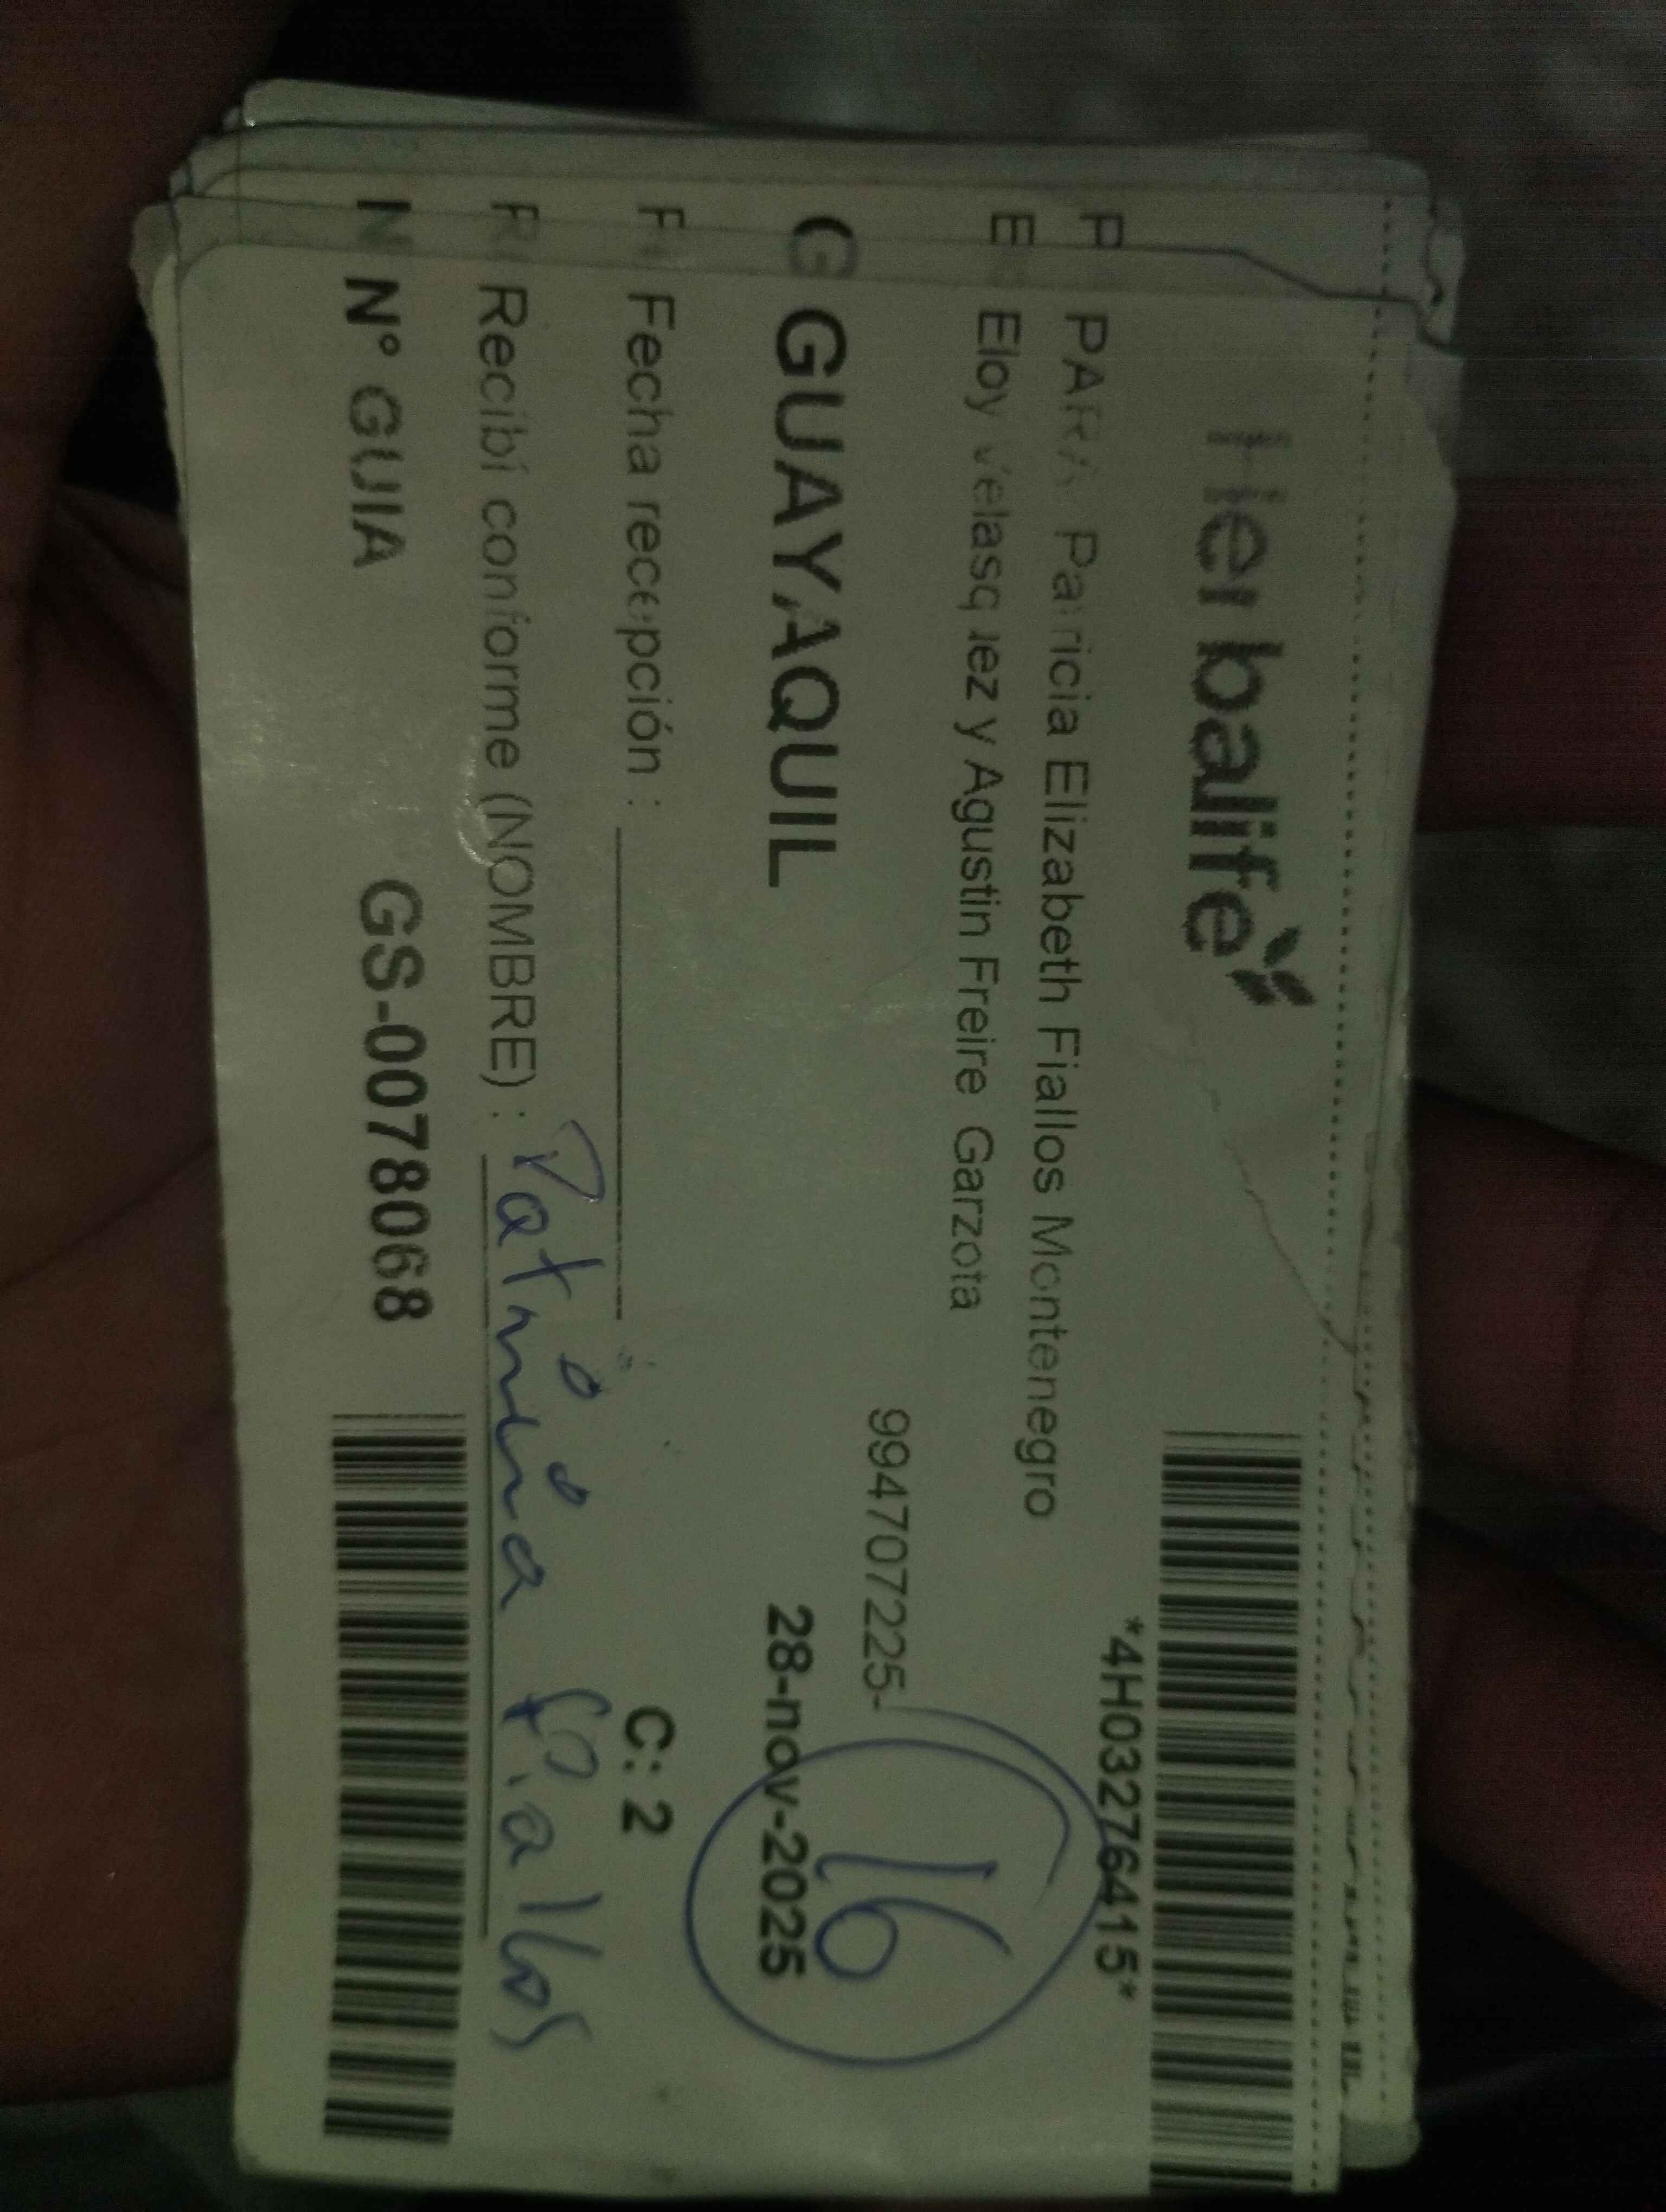 Herbalife
*4H03276415*
PARA: Patricia Elizabeth Fiallos Montenegro
Eloy Velasquez y Agustin Freire Garzota
994707225-
16
GUAYAQUIL
28-nov-2025
Fecha recepción :
C: 2
Recibí conforme (NOMBRE) : Patricia fiallos
N° GUIA
GS-00778068